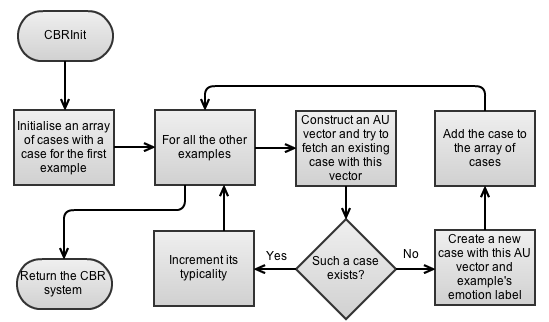 CBRInit
Initialise an array
of cases with a
case for the first
example
For all the other
examples
Construct an AU
vector and try to
fetch an existing
case with this
vector
Add the case to
the array of
cases
Return the CBR
system
Increment its
typicality
Yes
Such a case
exists?
No
Create a new
case with this AU
vector and
example's
emotion label